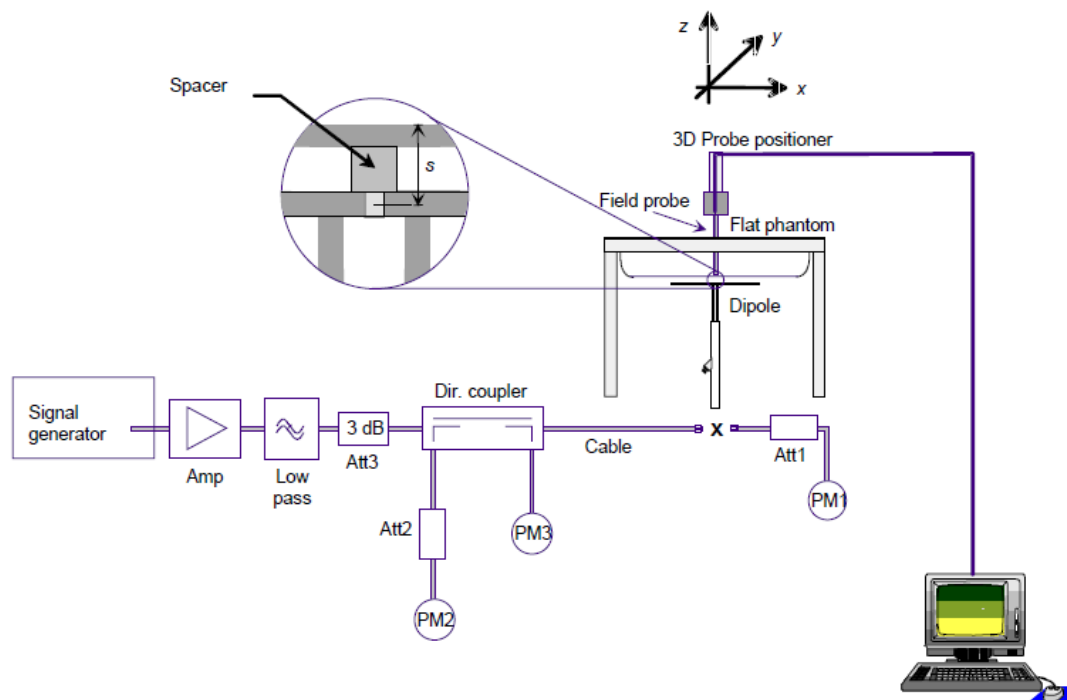 z
y
x
Spacer
s
3D Probe positioner
Field probe
Flat phantom
Dipole
Signal
generator
Amp
Low
pass
3 dB
Att3
Dir. coupler
Cable
x
Att1
PM1
Att2
PM3
PM2